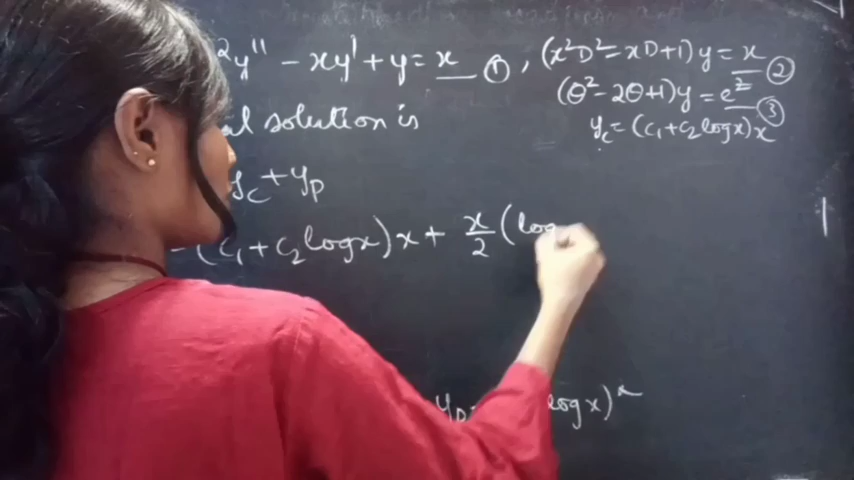 ²y'' - xy' + y = x — ① , (x²D² = xD + 1) y = x — ②
(θ² - 2θ + 1) y = e^z — ③
al solution is
y_c = (c₁ + c₂ log x) x
y_c + y_p
= (c₁ + c₂ log x) x + x/2 (log
y_p log x)²